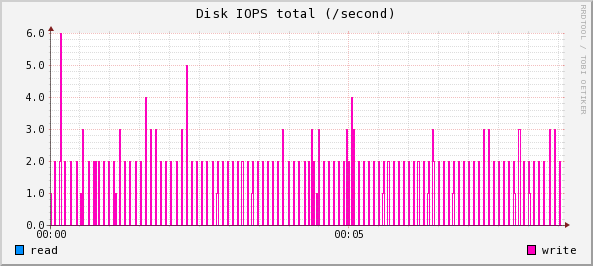 Disk IOPS total (/second)
RRDTOOL / TOBI OETIKER
6.0
5.0
4.0
3.0
2.0
1.0
0.0
00:00 00:05
read write